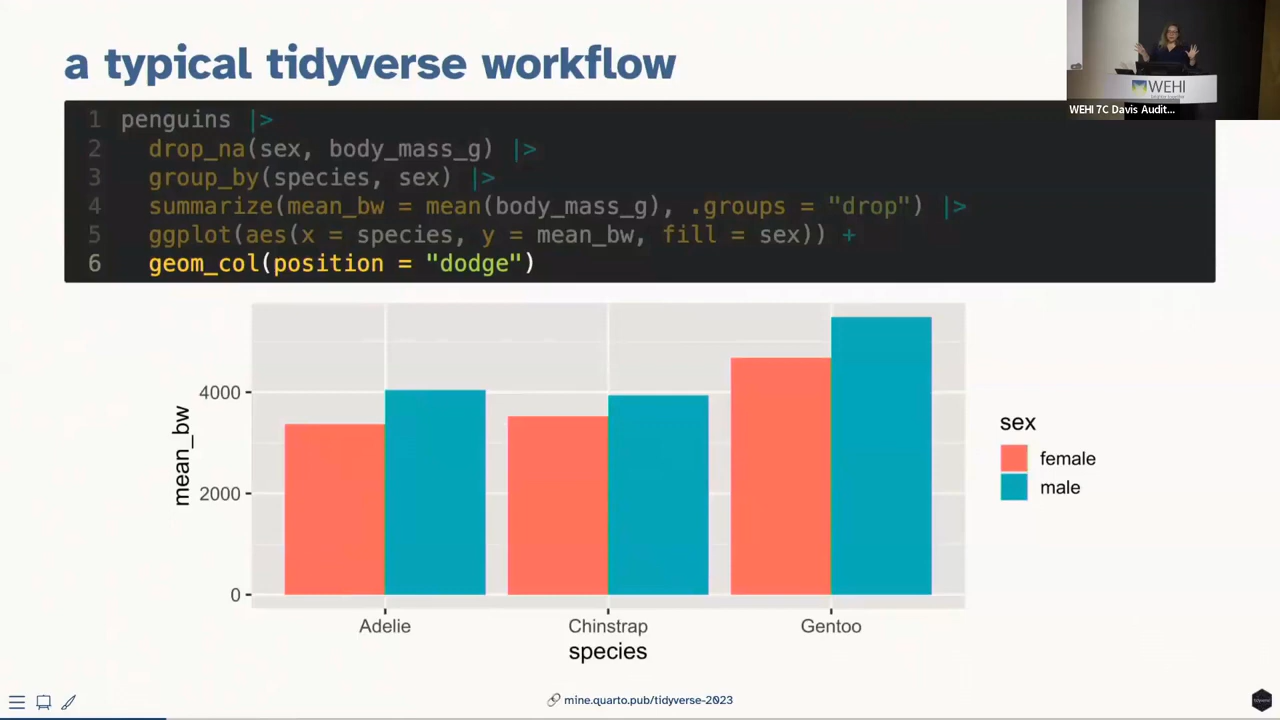 a typical tidyverse workflow
WEHI
WEHI 7C Davis Audit...
1 penguins |>
2 drop_na(sex, body_mass_g) |>
3 group_by(species, sex) |>
4 summarize(mean_bw = mean(body_mass_g), .groups = "drop") |>
5 ggplot(aes(x = species, y = mean_bw, fill = sex)) +
6 geom_col(position = "dodge")
mean_bw
4000
2000
0
Adelie Chinstrap Gentoo
species
sex
female
male
mine.quarto.pub/tidyverse-2023